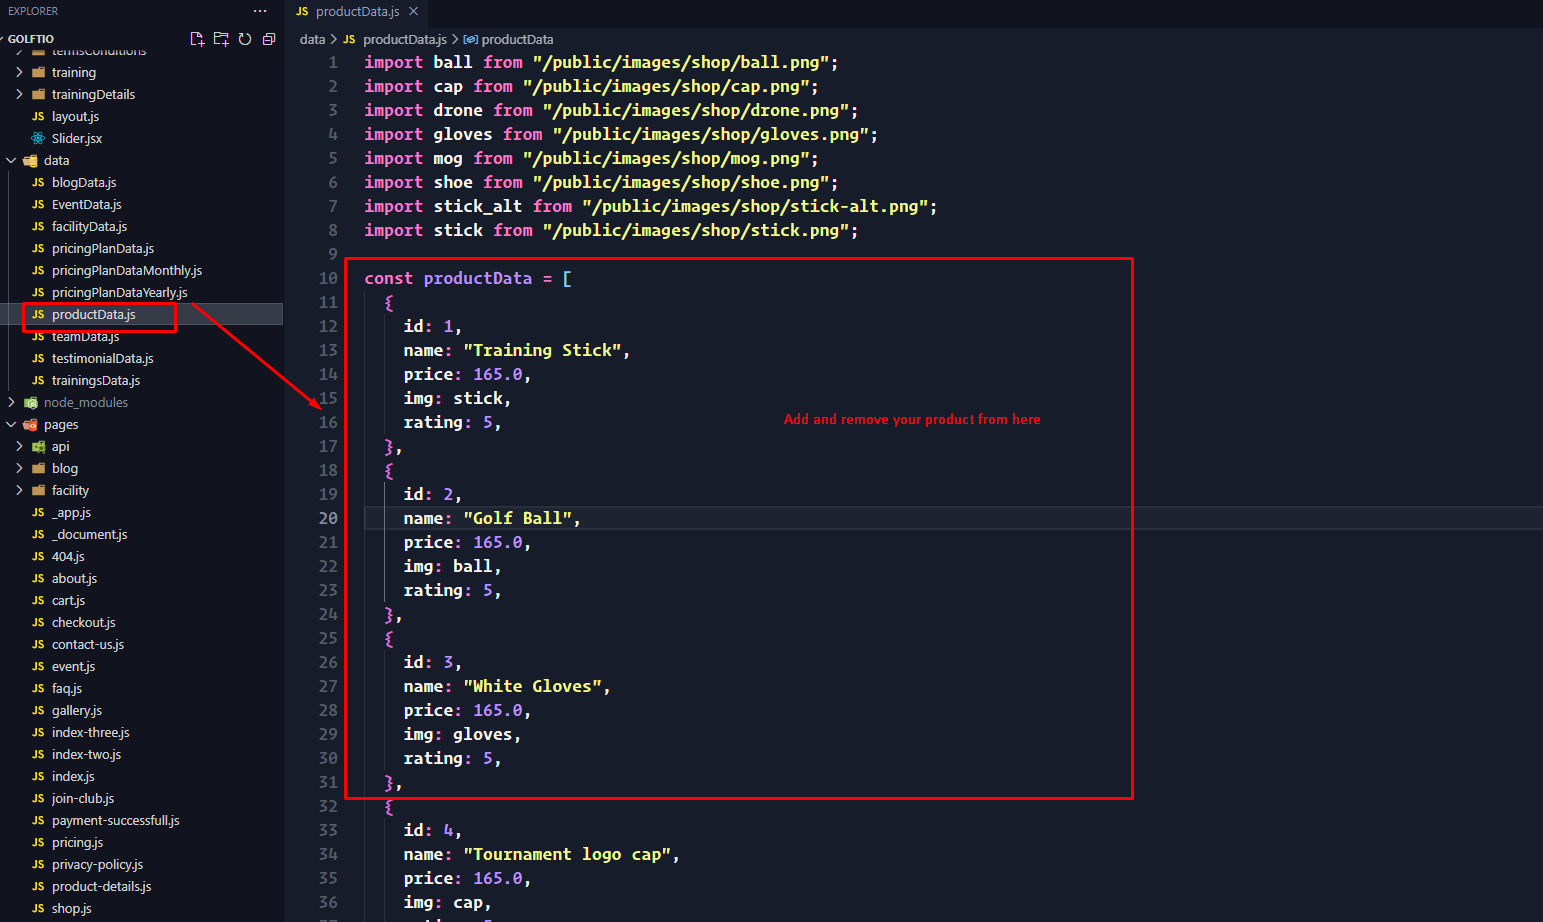 EXPLORER
GOLFTIO
termsConditions
training
trainingDetails
JS layout.js
Slider.jsx
data
JS blogData.js
JS EventData.js
JS facilityData.js
JS pricingPlanData.js
JS pricingPlanDataMonthly.js
JS pricingPlanDataYearly.js
JS productData.js
JS teamData.js
JS testimonialData.js
JS trainingsData.js
node_modules
pages
api
blog
facility
JS _app.js
JS _document.js
JS 404.js
JS about.js
JS cart.js
JS checkout.js
JS contact-us.js
JS event.js
JS faq.js
JS gallery.js
JS index-three.js
JS index-two.js
JS index.js
JS join-club.js
JS payment-successfull.js
JS pricing.js
JS privacy-policy.js
JS product-details.js
JS shop.js
JS productData.js
data > JS productData.js > productData
1 import ball from "/public/images/shop/ball.png";
2 import cap from "/public/images/shop/cap.png";
3 import drone from "/public/images/shop/drone.png";
4 import gloves from "/public/images/shop/gloves.png";
5 import mog from "/public/images/shop/mog.png";
6 import shoe from "/public/images/shop/shoe.png";
7 import stick_alt from "/public/images/shop/stick-alt.png";
8 import stick from "/public/images/shop/stick.png";
9
10 const productData = [
11 {
12 id: 1,
13 name: "Training Stick",
14 price: 165.0,
15 img: stick,
16 rating: 5,
17 },
18 {
19 id: 2,
20 name: "Golf Ball",
21 price: 165.0,
22 img: ball,
23 rating: 5,
24 },
25 {
26 id: 3,
27 name: "White Gloves",
28 price: 165.0,
29 img: gloves,
30 rating: 5,
31 },
32 {
33 id: 4,
34 name: "Tournament logo cap",
35 price: 165.0,
36 img: cap,
Add and remove your product from here